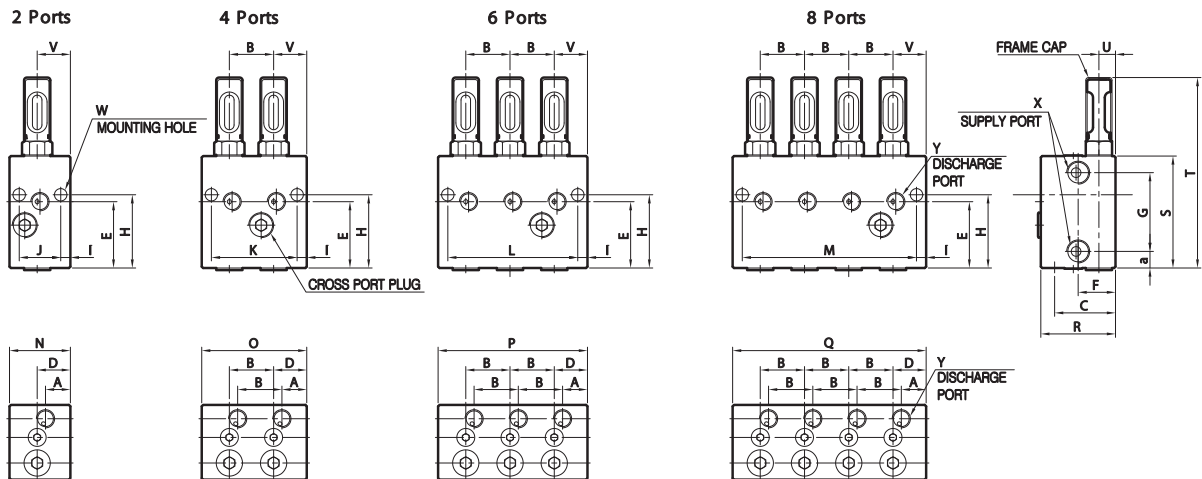 2 Ports
4 Ports
6 Ports
8 Ports
V
B V
B B V
B B B V
FRAME CAP
U
W
MOUNTING HOLE
X
SUPPLY PORT
Y
DISCHARGE
PORT
T
E H
J I
E H
K I
E H
L I
E H
M I
G S
a
F
C
R
CROSS PORT PLUG
N
D
A
O
B D
B A
P
B B D
B B A
Q
B B B D
B B B A
Y
DISCHARGE
PORT